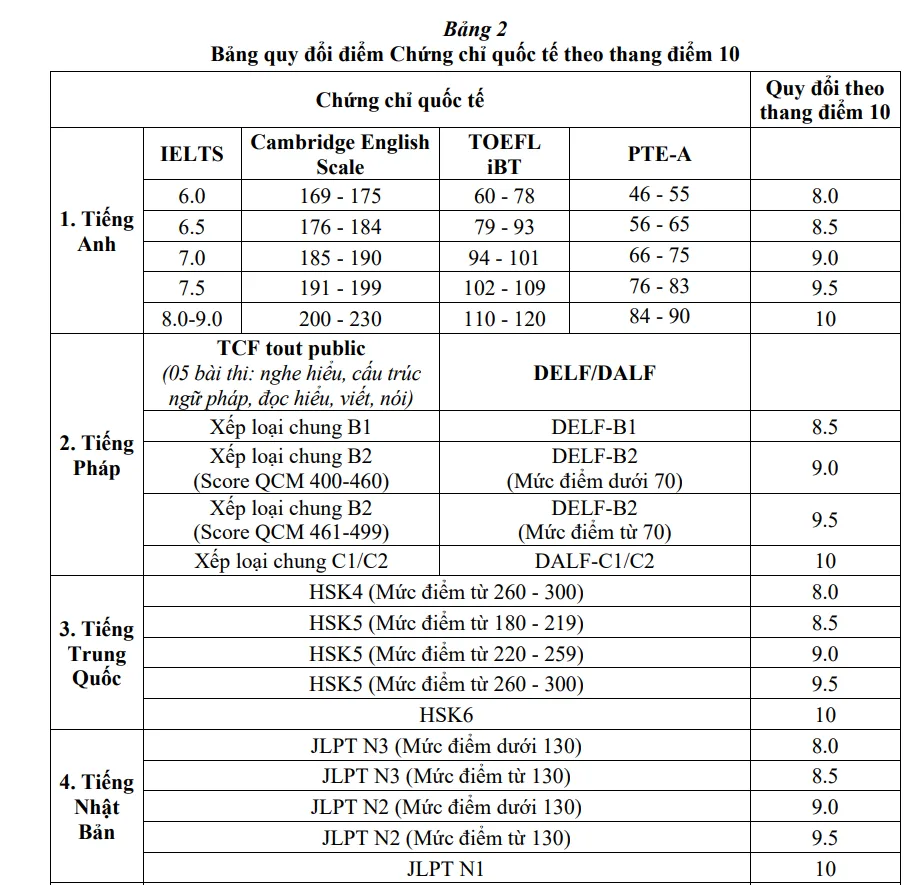 Bảng 2
Bảng quy đổi điểm Chứng chỉ quốc tế theo thang điểm 10
Chứng chỉ quốc tế
Quy đổi theo
thang điểm 10
1. Tiếng
Anh
IELTS
Cambridge English
Scale
TOEFL
iBT
PTE-A
6.0 169 - 175 60 - 78 46 - 55 8.0
6.5 176 - 184 79 - 93 56 - 65 8.5
7.0 185 - 190 94 - 101 66 - 75 9.0
7.5 191 - 199 102 - 109 76 - 83 9.5
8.0-9.0 200 - 230 110 - 120 84 - 90 10
2. Tiếng
Pháp
TCF tout public
(05 bài thi: nghe hiểu, cấu trúc
ngữ pháp, đọc hiểu, viết, nói)
DELF/DALF
Xếp loại chung B1 DELF-B1 8.5
Xếp loại chung B2
(Score QCM 400-460)
DELF-B2
(Mức điểm dưới 70)
9.0
Xếp loại chung B2
(Score QCM 461-499)
DELF-B2
(Mức điểm từ 70)
9.5
Xếp loại chung C1/C2 DALF-C1/C2 10
3. Tiếng
Trung
Quốc
HSK4 (Mức điểm từ 260 - 300) 8.0
HSK5 (Mức điểm từ 180 - 219) 8.5
HSK5 (Mức điểm từ 220 - 259) 9.0
HSK5 (Mức điểm từ 260 - 300) 9.5
HSK6 10
4. Tiếng
Nhật
Bản
JLPT N3 (Mức điểm dưới 130) 8.0
JLPT N3 (Mức điểm từ 130) 8.5
JLPT N2 (Mức điểm dưới 130) 9.0
JLPT N2 (Mức điểm từ 130) 9.5
JLPT N1 10